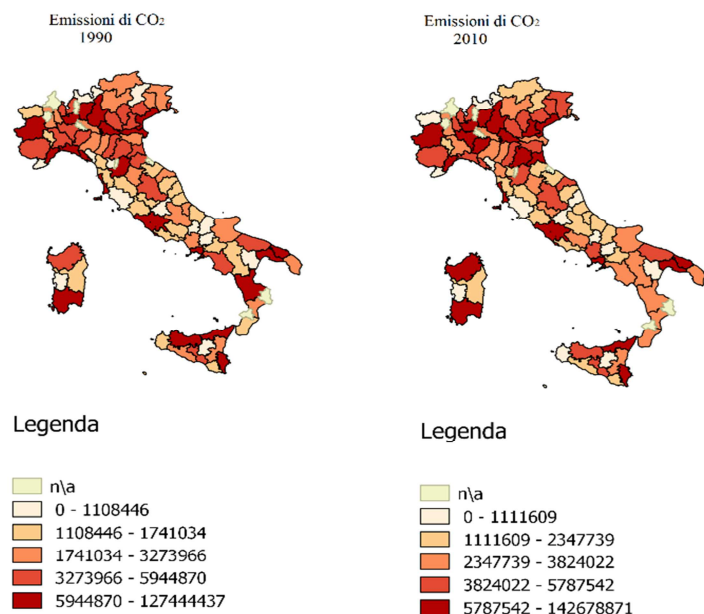 Emissioni di CO2
1990
Legenda
n\a
0 - 1108446
1108446 - 1741034
1741034 - 3273966
3273966 - 5944870
5944870 - 127444437
Emissioni di CO2
2010
Legenda
n\a
0 - 1111609
1111609 - 2347739
2347739 - 3824022
3824022 - 5787542
5787542 - 142678871